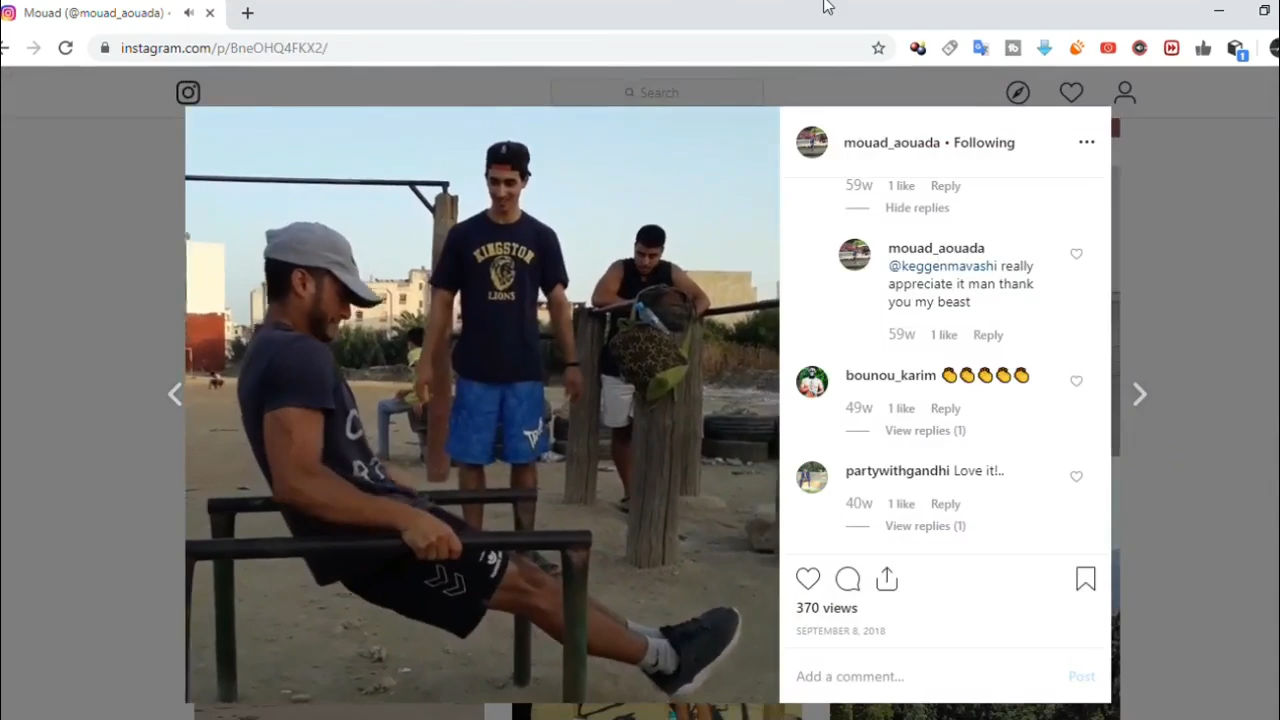 Mouad (@mouad_aouada) •
instagram.com/p/BneOHQ4FKX2/
Search
mouad_aouada • Following
59w 1 like Reply
Hide replies
mouad_aouada
@keggenmavashi really
appreciate it man thank
you my beast
59w 1 like Reply
bounou_karim 👏👏👏👏👏
49w 1 like Reply
View replies (1)
partywithgandhi Love it!..
40w 1 like Reply
View replies (1)
370 views
SEPTEMBER 8, 2018
Add a comment... Post
KINGSTON
LIONS
1